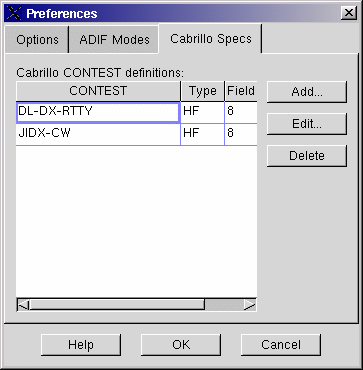 Preferences
Options ADIF Modes Cabrillo Specs
Cabrillo CONTEST definitions:
CONTEST Type Field Add...
DL-DX-RTTY HF 8
JIDX-CW HF 8 Edit...
Delete
Help OK Cancel